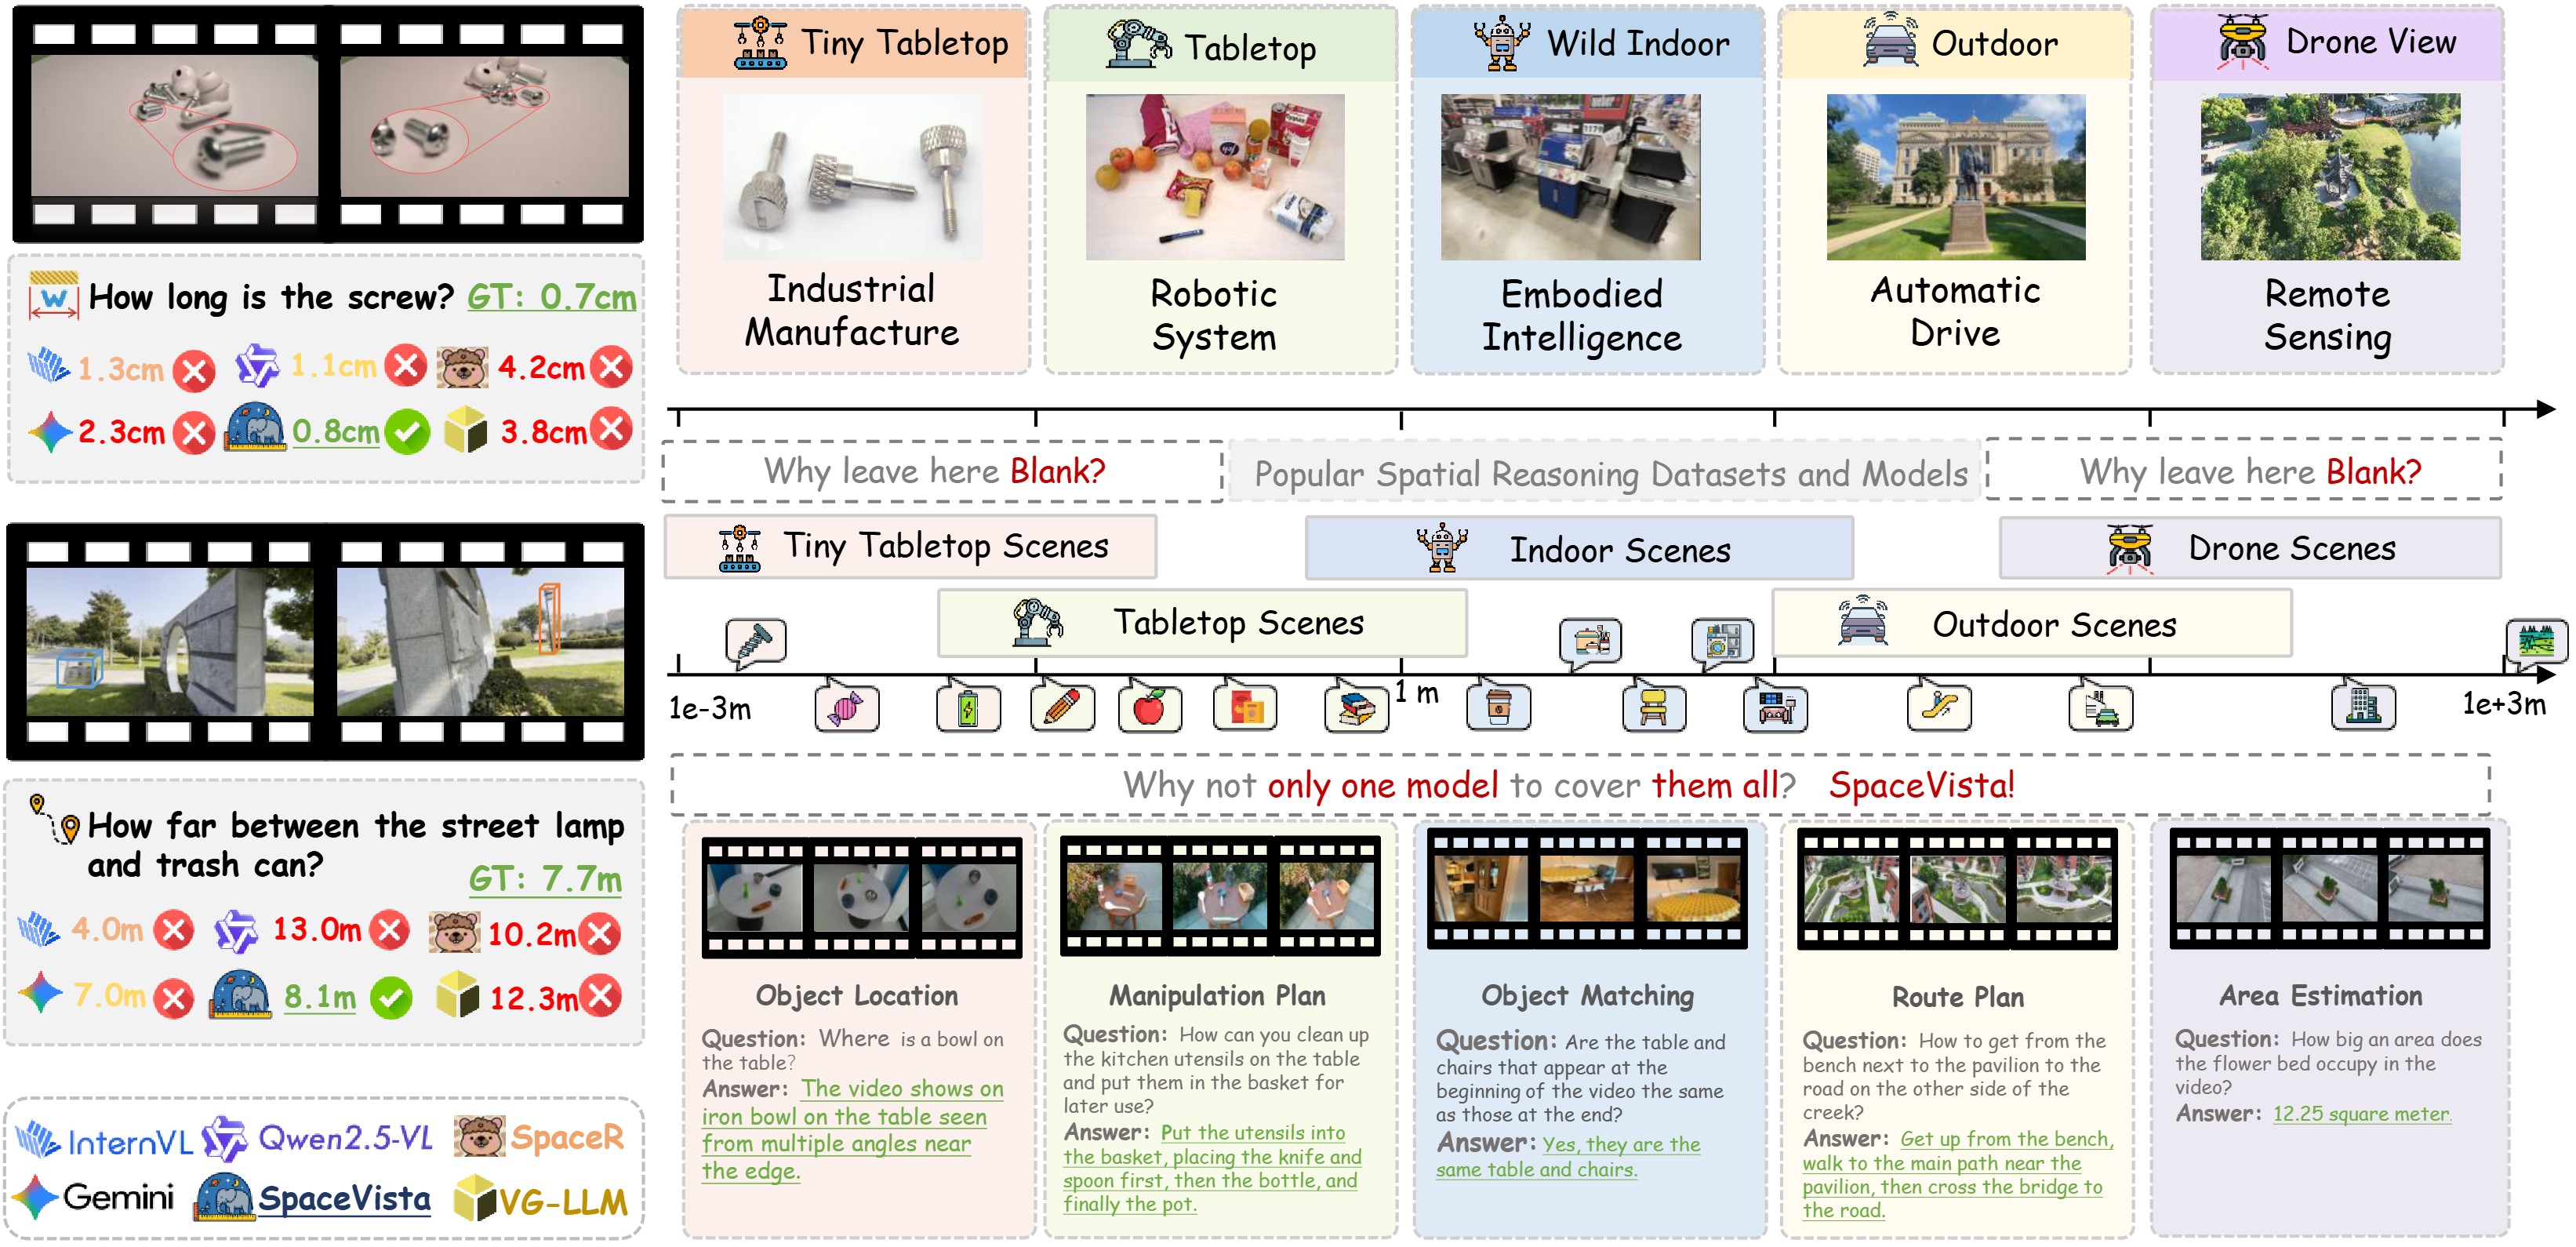 How long is the screw? GT: 0.7cm
1.3cm 1.1cm 4.2cm
2.3cm 0.8cm 3.8cm
How far between the street lamp
and trash can?
GT: 7.7m
4.0m 13.0m 10.2m
7.0m 8.1m 12.3m
InternVL Qwen2.5-VL SpaceR
Gemini SpaceVista VG-LLM
Tiny Tabletop
Industrial
Manufacture
Tabletop
Robotic
System
Wild Indoor
Embodied
Intelligence
Outdoor
Automatic
Drive
Drone View
Remote
Sensing
Why leave here Blank?
Popular Spatial Reasoning Datasets and Models
Why leave here Blank?
Tiny Tabletop Scenes
Indoor Scenes
Drone Scenes
Tabletop Scenes
Outdoor Scenes
1e-3m
1 m
1e+3m
Why not only one model to cover them all? SpaceVista!
Object Location
Question: Where is a bowl on
the table?
Answer: The video shows on
iron bowl on the table seen
from multiple angles near
the edge.
Manipulation Plan
Question: How can you clean up
the kitchen utensils on the table
and put them in the basket for
later use?
Answer: Put the utensils into
the basket, placing the knife and
spoon first, then the bottle, and
finally the pot.
Object Matching
Question: Are the table and
chairs that appear at the
beginning of the video the same
as those at the end?
Answer: Yes, they are the
same table and chairs.
Route Plan
Question: How to get from the
bench next to the pavilion to the
road on the other side of the
creek?
Answer: Get up from the bench,
walk to the main path near the
pavilion, then cross the bridge to
the road.
Area Estimation
Question: How big an area does
the flower bed occupy in the
video?
Answer: 12.25 square meter.